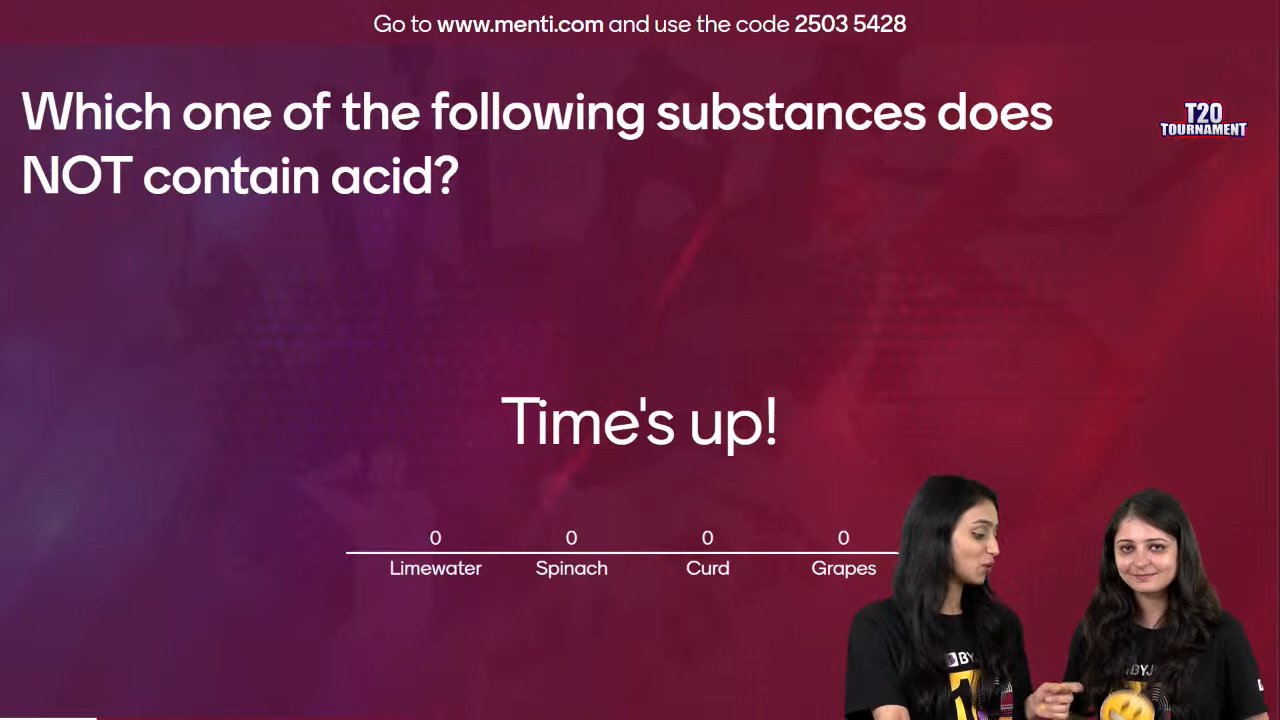 Go to www.menti.com and use the code 2503 5428
Which one of the following substances does
NOT contain acid?
T20
TOURNAMENT
Time's up!
0 0 0 0
Limewater Spinach Curd Grapes